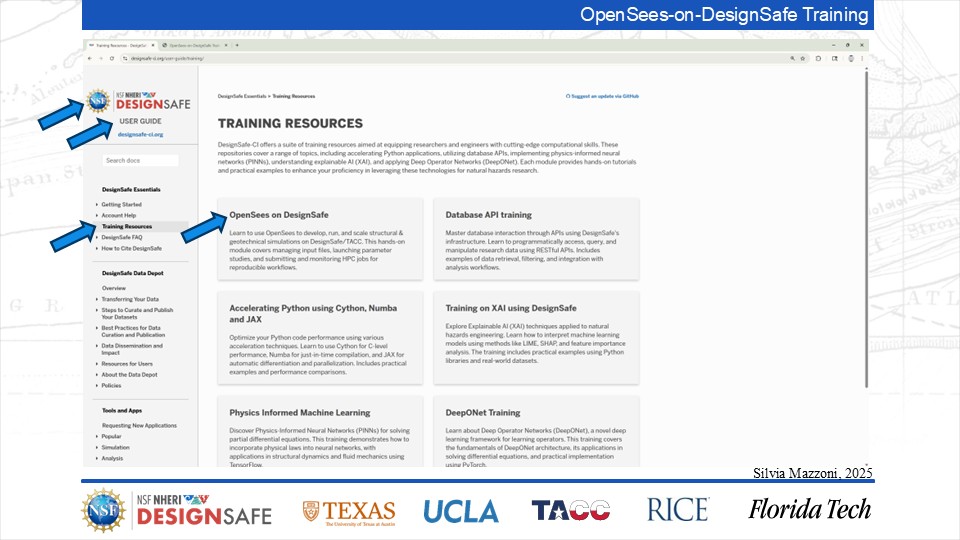 OpenSees-on-DesignSafe Training
Training Resources - DesignSaf
OpenSees on DesignSafe Train
designsafe-ci.org/user-guide/training/
NSF NHERI
DESIGNSAFE
USER GUIDE
designsafe-ci.org
Search docs
DesignSafe Essentials
Getting Started
Account Help
Training Resources
DesignSafe FAQ
How to Cite DesignSafe
DesignSafe Data Depot
Overview
Transferring Your Data
Steps to Curate and Publish
Your Datasets
Best Practices for Data
Curation and Publication
Data Dissemination and
Impact
Resources for Users
About the Data Depot
Policies
Tools and Apps
Requesting New Applications
Popular
Simulation
Analysis
DesignSafe Essentials > Training Resources
Suggest an update via GitHub
TRAINING RESOURCES
DesignSafe-CI offers a suite of training resources aimed at equipping researchers and engineers with cutting-edge computational skills. These
repositories cover a range of topics, including accelerating Python applications, utilizing database APIs, implementing physics-informed neural
networks (PINNs), understanding explainable AI (XAI), and applying Deep Operator Networks (DeepONet). Each module provides hands-on tutorials
and practical examples to enhance your proficiency in leveraging these technologies for natural hazards research.
OpenSees on DesignSafe
Learn to use OpenSees to develop, run, and scale structural &
geotechnical simulations on DesignSafe/TACC. This hands-on
module covers managing input files, launching parameter
studies, and submitting and monitoring HPC jobs for
reproducible workflows.
Database API training
Master database interaction through APIs using DesignSafe's
infrastructure. Learn to programmatically access, query, and
manipulate research data using RESTful APIs. Includes
examples of data retrieval, filtering, and integration with
analysis workflows.
Accelerating Python using Cython, Numba
and JAX
Optimize your Python code performance using various
acceleration techniques. Learn to use Cython for C-level
performance, Numba for just-in-time compilation, and JAX for
automatic differentiation and parallelization. Includes practical
examples and performance comparisons.
Training on XAI using DesignSafe
Explore Explainable AI (XAI) techniques applied to natural
hazards engineering. Learn how to interpret machine learning
models using methods like LIME, SHAP, and feature importance
analysis. The training includes practical examples using Python
libraries and real-world datasets.
Physics Informed Machine Learning
Discover Physics-Informed Neural Networks (PINNs) for solving
partial differential equations. This training demonstrates how to
incorporate physical laws into neural networks, with
applications in structural dynamics and fluid mechanics using
TensorFlow.
DeepONet Training
Learn about Deep Operator Networks (DeepONet), a novel deep
learning framework for learning operators. This training covers
the fundamentals of DeepONet architecture, its applications in
solving differential equations, and practical implementation
using PyTorch.
Silvia Mazzoni, 2025
NSF
NSF NHERI
DESIGNSAFE
TEXAS
The University of Texas at Austin
UCLA
TACC
RICE
Florida Tech